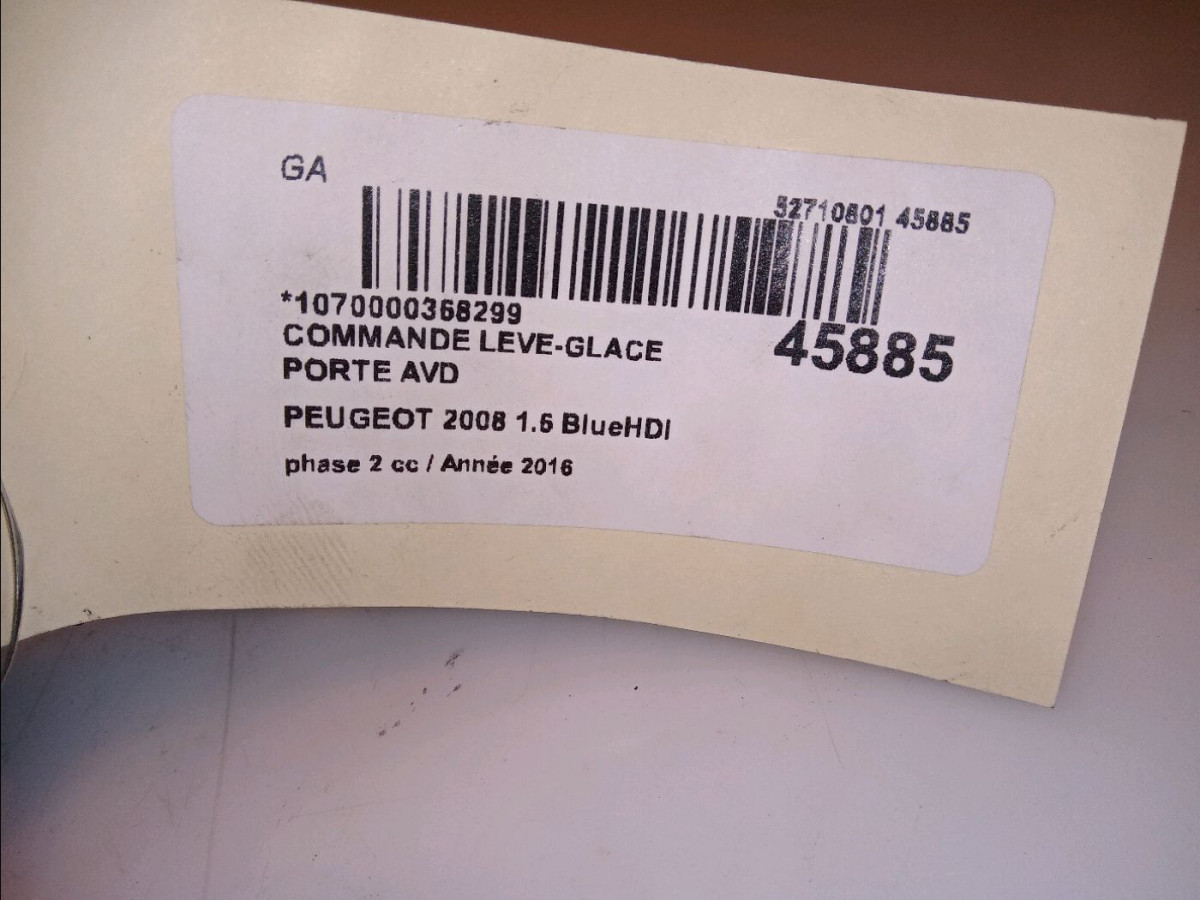 GA
52710801 45885
*1070000368299
45885
COMMANDE LEVE-GLACE
PORTE AVD
PEUGEOT 2008 1.6 BlueHDI
phase 2 cc / Année 2016